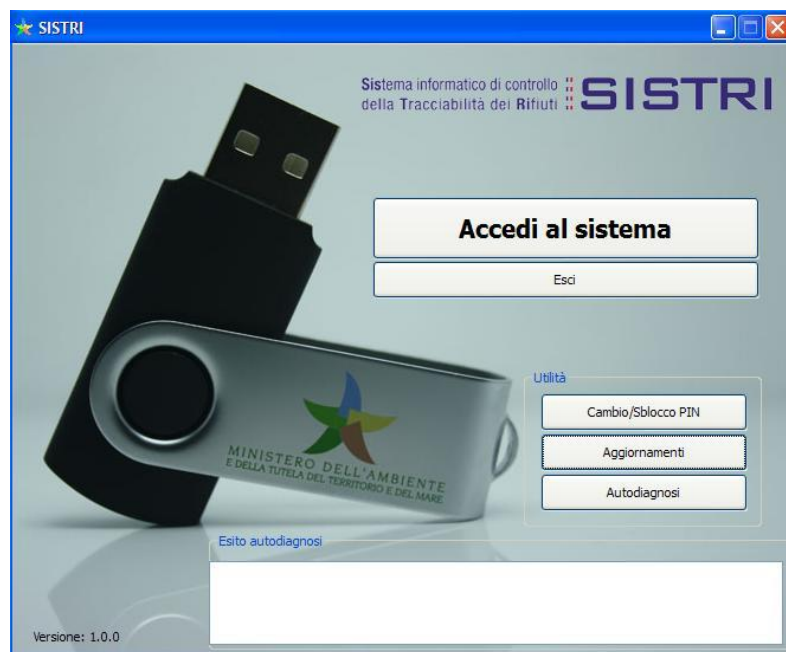 SISTRI
Sistema informatico di controllo
della Tracciabilità dei Rifiuti
SISTRI
Accedi al sistema
Esci
Utilità
Cambio/Sblocco PIN
Aggiornamenti
Autodiagnosi
MINISTERO DELL'AMBIENTE
E DELLA TUTELA DEL TERRITORIO E DEL MARE
Esito autodiagnosi
Versione: 1.0.0